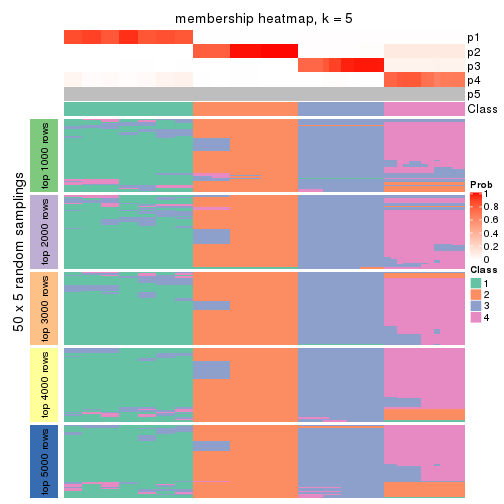 membership heatmap, k = 5
p1
p2
p3
p4
p5
Class
50 x 5 random samplings
top 1000 rows
top 2000 rows
top 3000 rows
top 4000 rows
top 5000 rows
Prob
1
0.8
0.6
0.4
0.2
0
Class
1
2
3
4